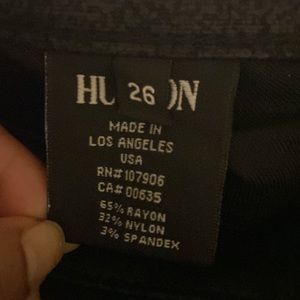 HU 26 ON
MADE IN
LOS ANGELES
USA
RN#107906
CA#00635
65% RAYON
32% NYLON
3% SPANDEX